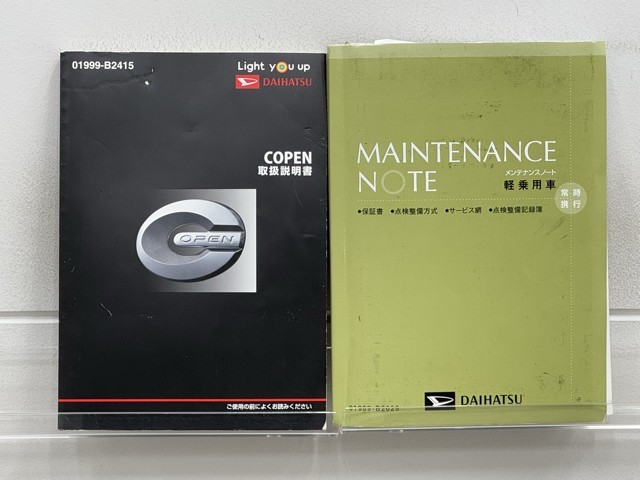 01999-B2415
Light you up
DAIHATSU
COPEN
取扱説明書
OPEN
ご使用の前によくお読みください
MAINTENANCE
NOTE
メンテナンスノート
軽乗用車
常時
携行
●保証書 ●点検整備方式 ●サービス網 ●点検整備記録簿
DAIHATSU